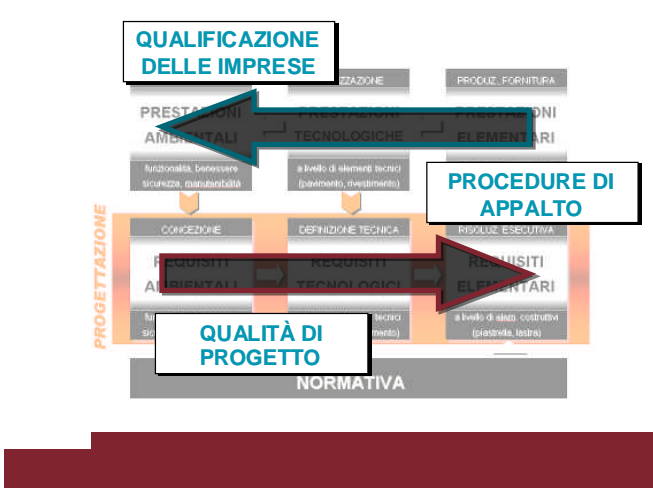 QUALIFICAZIONE
DELLE IMPRESE
ZZAZIONE
PRODUZ. FORNITURA
PRESTAZIONI
AMBIENTALI
PRESTAZIONI
TECNOLOGICHE
PRESTAZIONI
ELEMENTARI
funzionalità, benessere
sicurezza, manutenibilità
a livello di elementi tecnici
(pavimento, rivestimento)
PROCEDURE DI
APPALTO
PROGETTAZIONE
CONCEZIONE
DEFINIZIONE TECNICA
RISOLUZ. ESECUTIVA
REQUISITI
AMBIENTALI
REQUISITI
TECNOLOGICI
REQUISITI
ELEMENTARI
a livello di elem. costruttivi
(piastrella, lastra)
QUALITÀ DI
PROGETTO
NORMATIVA